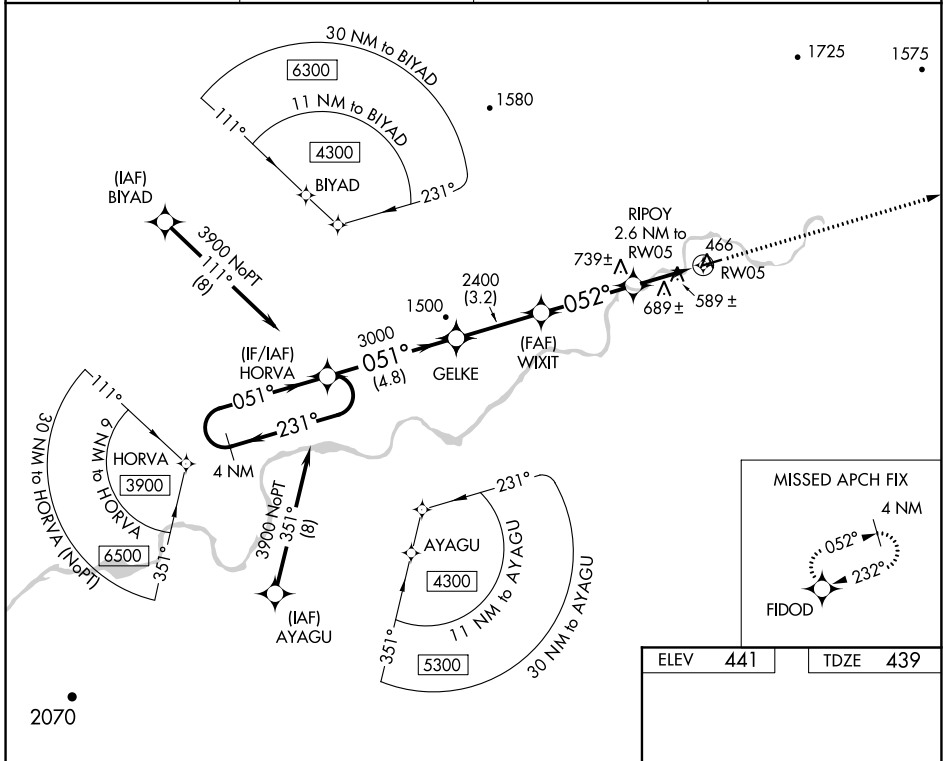 30 NM to BIYAD
6300
11 NM to BIYAD
4300
111°
BIYAD
231°
1725
1575
1580
(IAF)
BIYAD
3900 NoPT
111°
(8)
RIPOY
2.6 NM to
RW05
739±
466
RW05
052°
689±
589 ±
2400
(3.2)
1500
(FAF)
WIXIT
GELKE
3000
051°
(4.8)
(IF/IAF)
HORVA
051°
231°
4 NM
111°
30 NM to HORVA (NoPT)
6 NM to HORVA
HORVA
3900
6500
351°
3900 NoPT
351°
(8)
(IAF)
AYAGU
231°
AYAGU
4300
11 NM to AYAGU
351°
5300
30 NM to AYAGU
MISSED APCH FIX
4 NM
052°
232°
FIDOD
ELEV 441
TDZE 439
2070